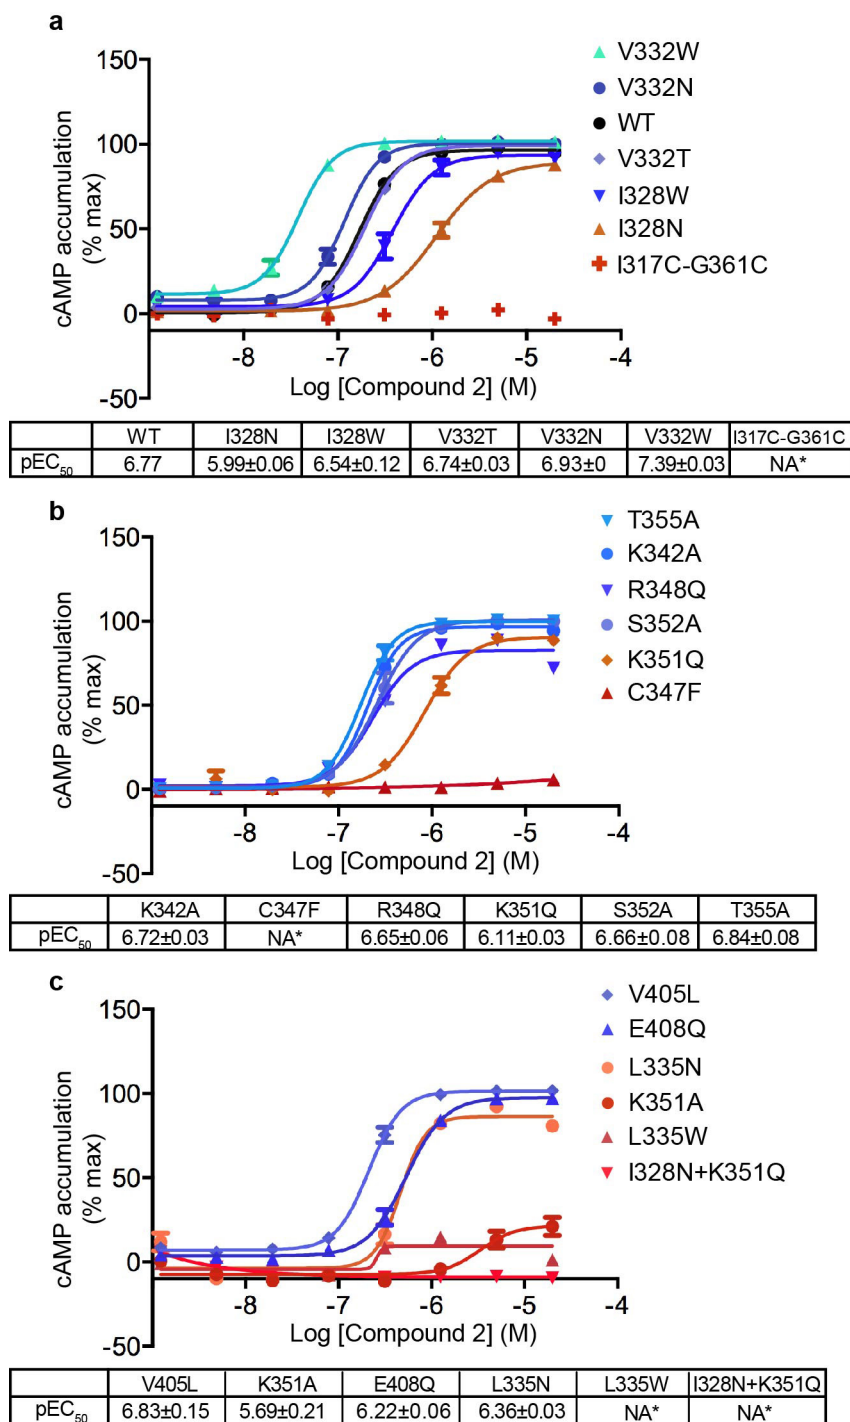 a
150
100
50
0
-50
cAMP accumulation
(% max)
-8 -7 -6 -5 -4
Log [Compound 2] (M)
V332W
V332N
WT
V332T
I328W
I328N
I317C-G361C
WT I328N I328W V332T V332N V332W I317C-G361C
pEC50 6.77 5.99±0.06 6.54±0.12 6.74±0.03 6.93±0 7.39±0.03 NA*
b
150
100
50
0
-50
cAMP accumulation
(% max)
-8 -7 -6 -5 -4
Log [Compound 2] (M)
T355A
K342A
R348Q
S352A
K351Q
C347F
K342A C347F R348Q K351Q S352A T355A
pEC50 6.72±0.03 NA* 6.65±0.06 6.11±0.03 6.66±0.08 6.84±0.08
c
150
100
50
0
-50
cAMP accumulation
(% max)
-8 -7 -6 -5 -4
Log [Compound 2] (M)
V405L
E408Q
L335N
K351A
L335W
I328N+K351Q
V405L K351A E408Q L335N L335W I328N+K351Q
pEC50 6.83±0.15 5.69±0.21 6.22±0.06 6.36±0.03 NA* NA*